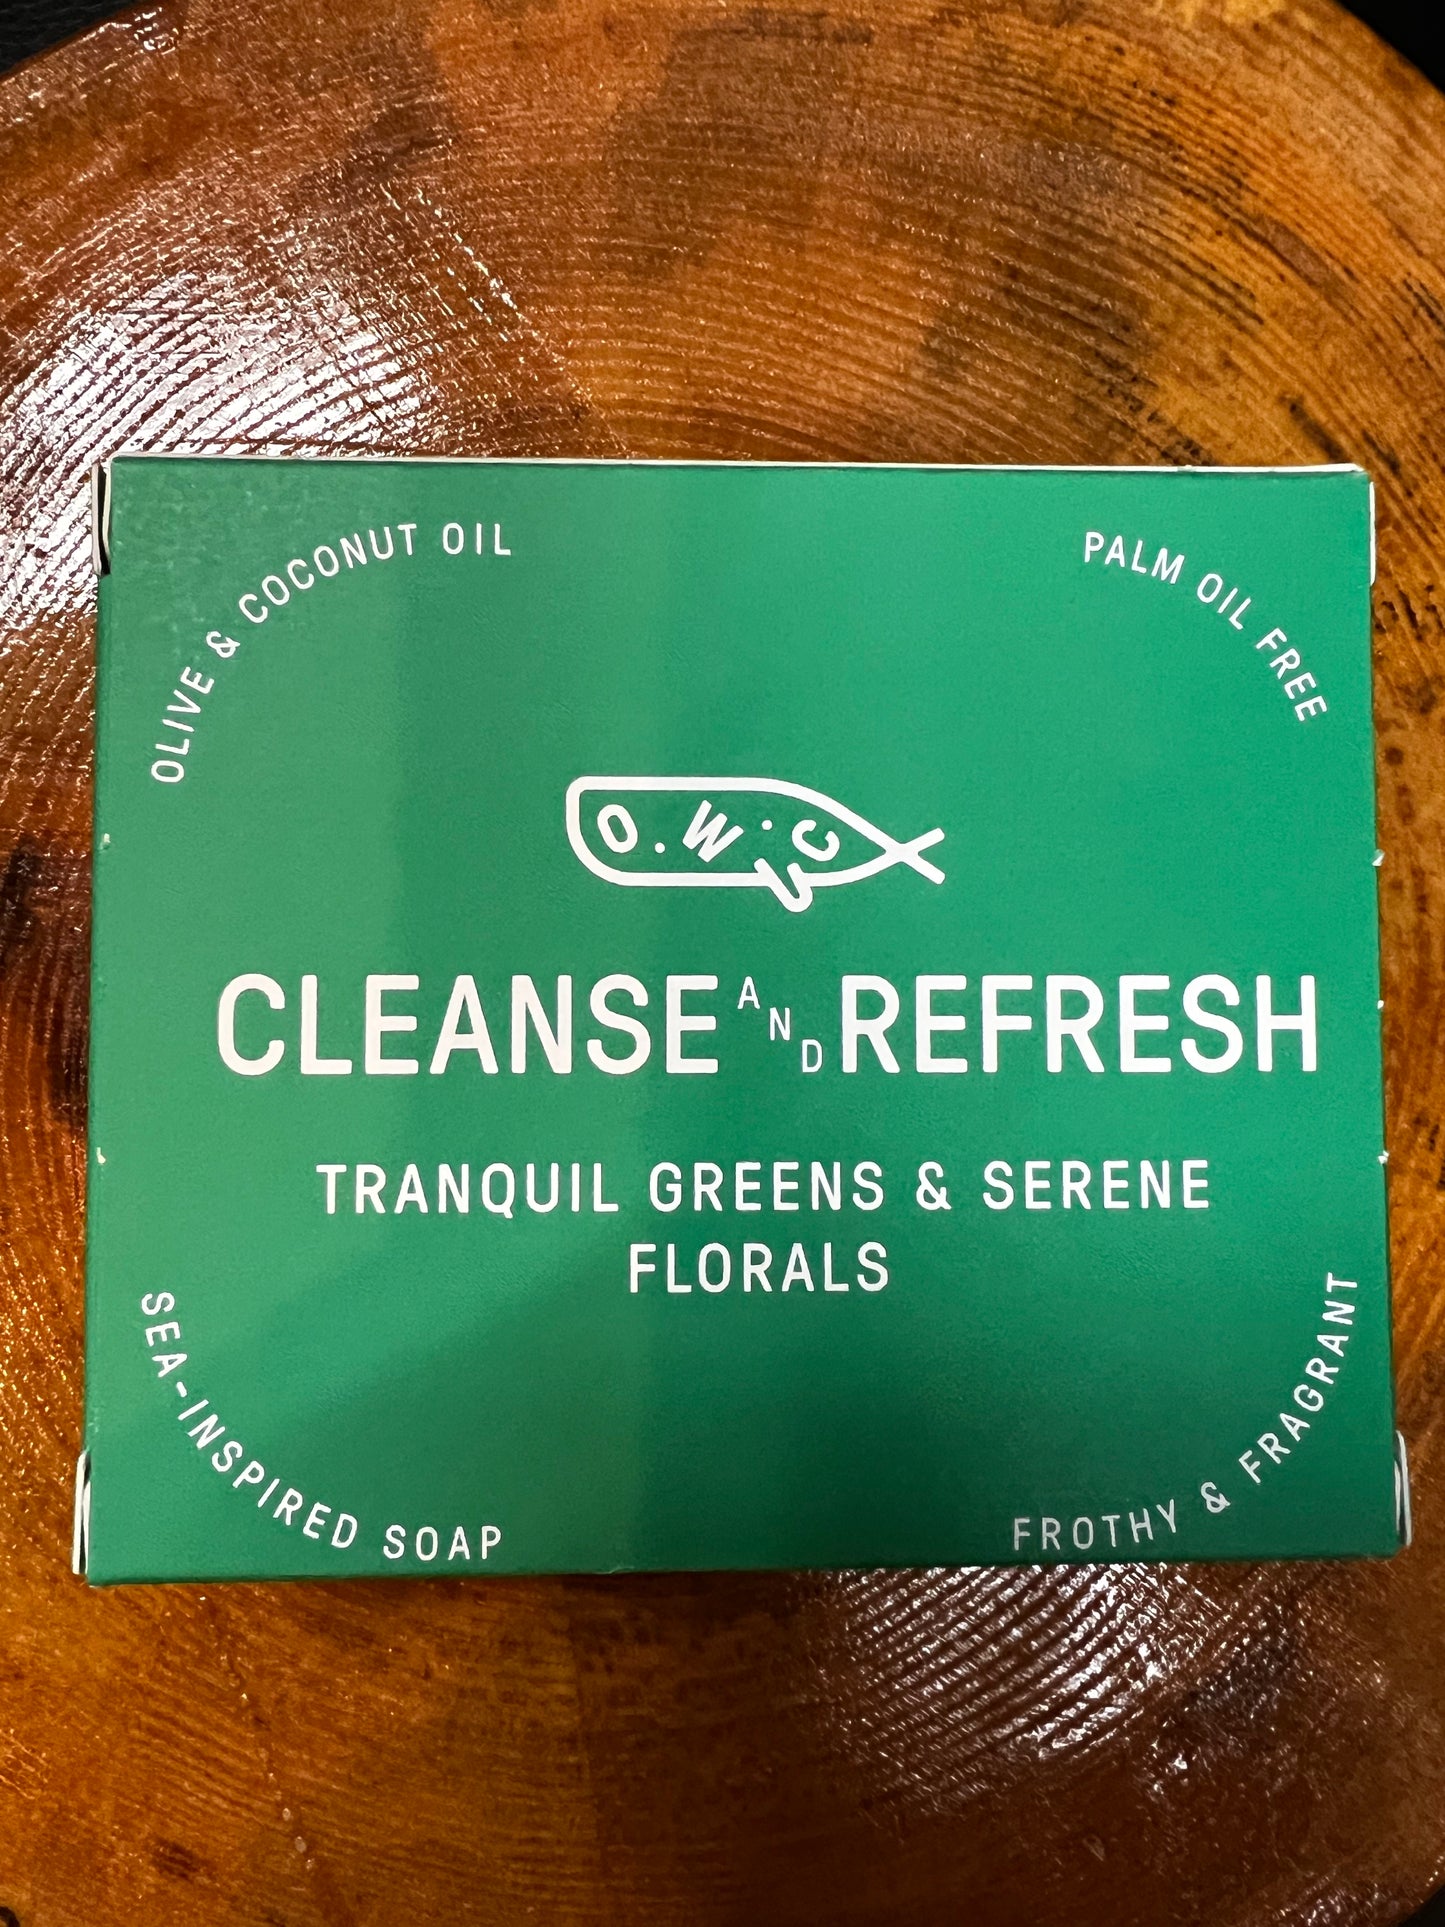 OLIVE & COCONUT OIL
PALM OIL FREE
O.W.C
CLEANSE AND REFRESH
TRANQUIL GREENS & SERENE
FLORALS
SEA-INSPIRED SOAP
FROTHY & FRAGRANT